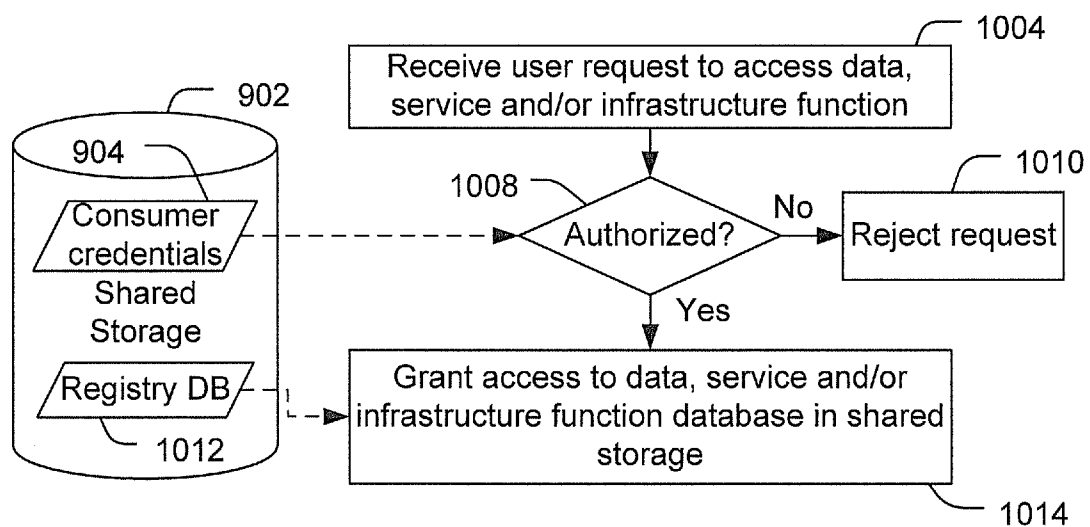 1004
Receive user request to access data,
service and/or infrastructure function
902
904
Consumer
credentials
Shared
Storage
Registry DB
1012
1008
Authorized?
No
1010
Reject request
Yes
Grant access to data, service and/or
infrastructure function database in shared
storage
1014